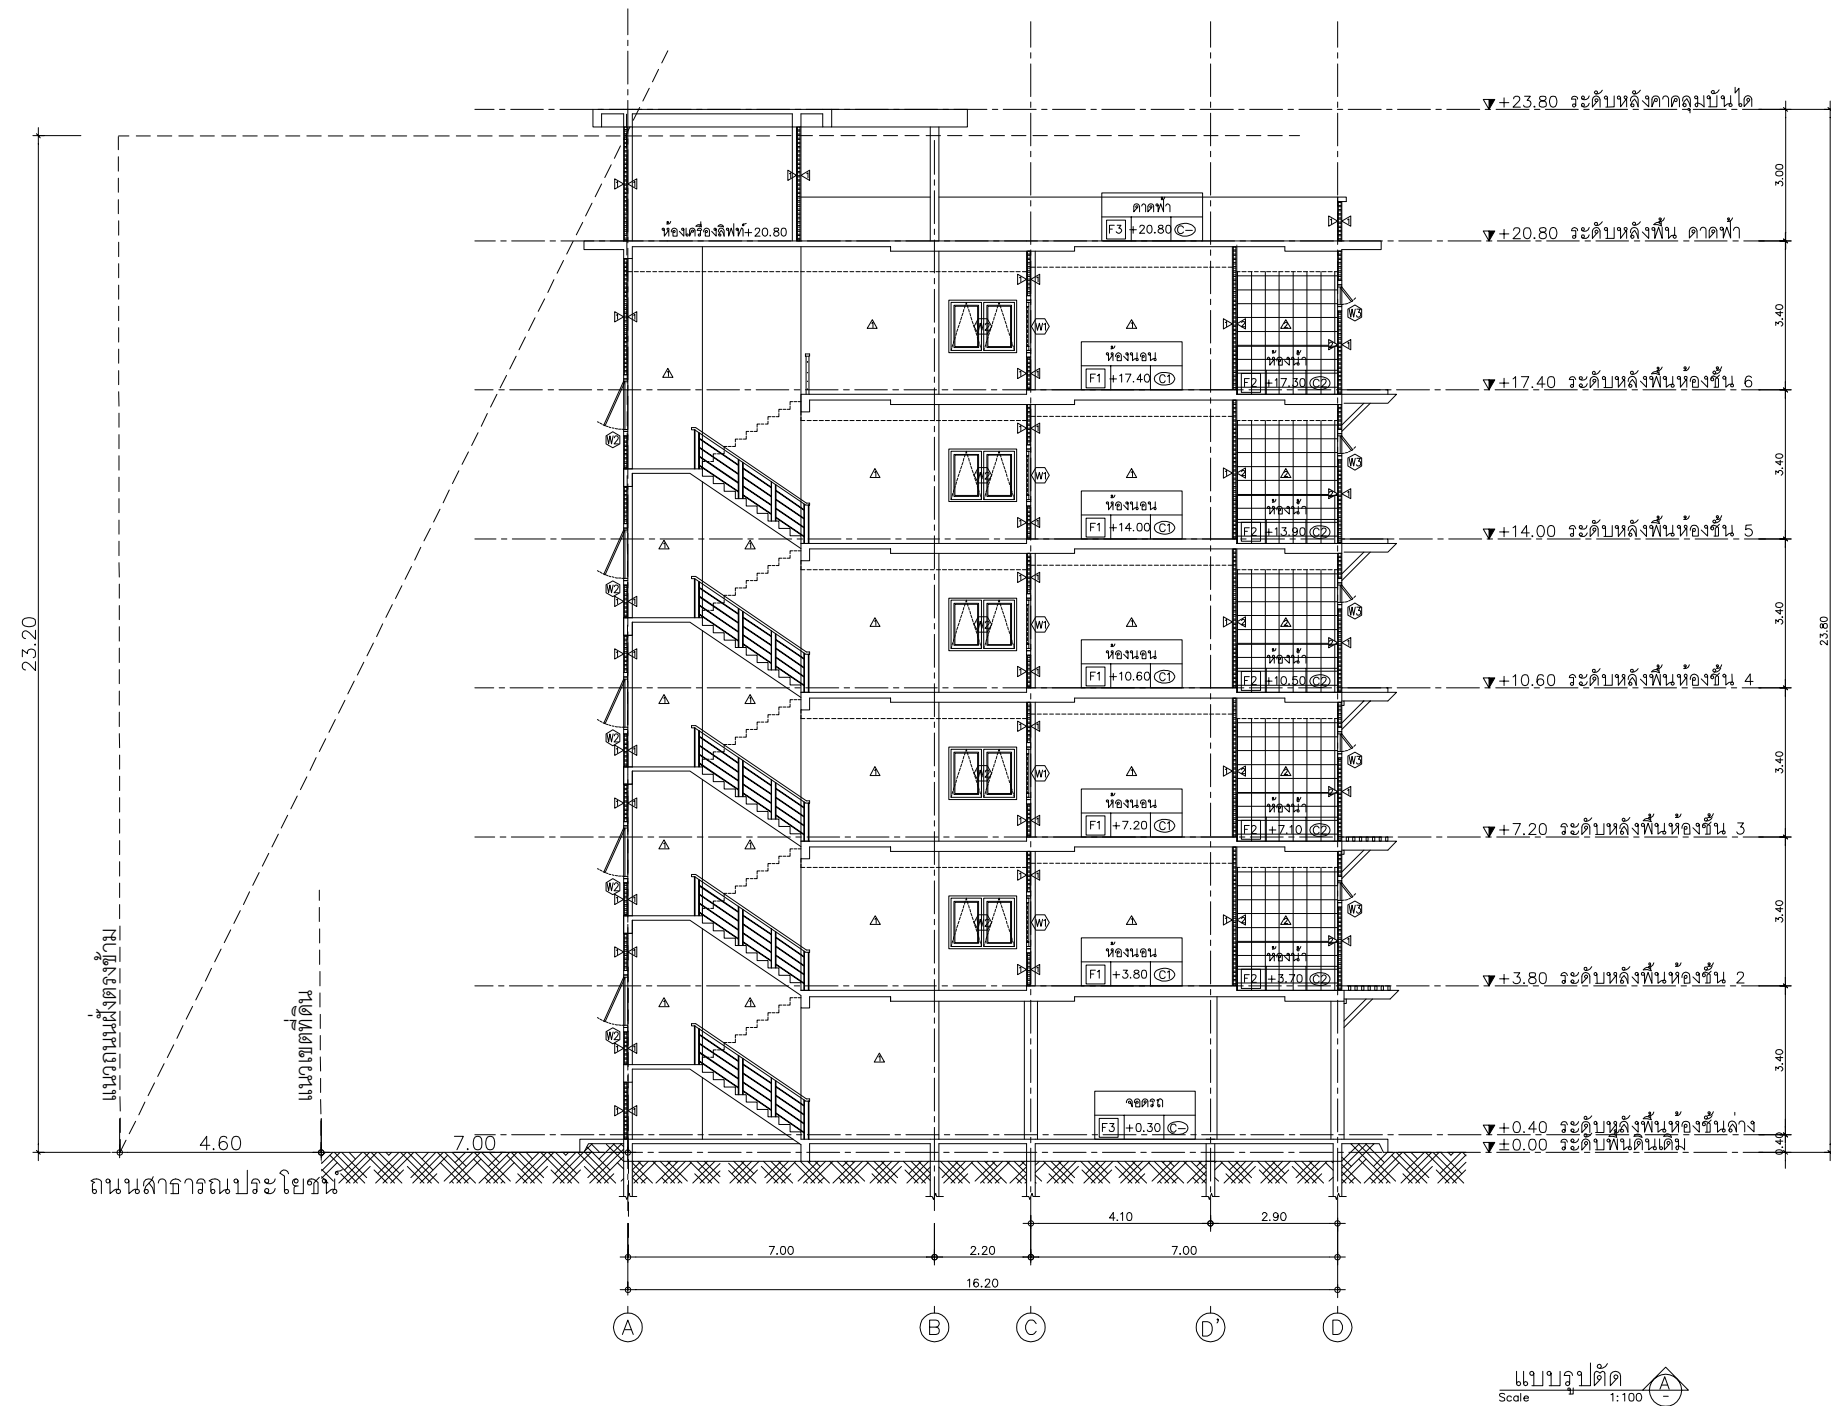 ▼+23.80 ระดับหลังคาคลุมบันได
3.00
ดาดฟ้า
F3 +20.80 C-
ห้องเครื่องลิฟท์+20.80
▼+20.80 ระดับหลังพื้น ดาดฟ้า
3.40
W2 W1 W3
ห้องนอน ห้องน้ำ
F1 +17.40 C1 F2 +17.30 C2
▼+17.40 ระดับหลังพื้นห้องชั้น 6
W2
3.40
W2 W1 W3
ห้องนอน ห้องน้ำ
F1 +14.00 C1 F2 +13.90 C2
▼+14.00 ระดับหลังพื้นห้องชั้น 5
W2
3.40
W2 W1 W3
23.20
23.80
ห้องนอน ห้องน้ำ
F1 +10.60 C1 F2 +10.50 C2
▼+10.60 ระดับหลังพื้นห้องชั้น 4
W2
3.40
W2 W1 W3
ห้องนอน ห้องน้ำ
F1 +7.20 C1 F2 +7.10 C2
▼+7.20 ระดับหลังพื้นห้องชั้น 3
W2
3.40
W2 W1 W3
ห้องนอน ห้องน้ำ
F1 +3.80 C1 F2 +3.70 C2
▼+3.80 ระดับหลังพื้นห้องชั้น 2
แนวถนนฝั่งตรงข้าม
แนวเขตที่ดิน
W2
3.40
จอดรถ
F3 +0.30 C-
▼+0.40 ระดับหลังพื้นห้องชั้นล่าง
▼±0.00 ระดับพื้นดินเดิม
0.40
4.60 7.00
ถนนสาธารณประโยชน์
4.10 2.90
7.00 2.20 7.00
16.20
A B C D' D
แบบรูปตัด A
Scale 1:100 -